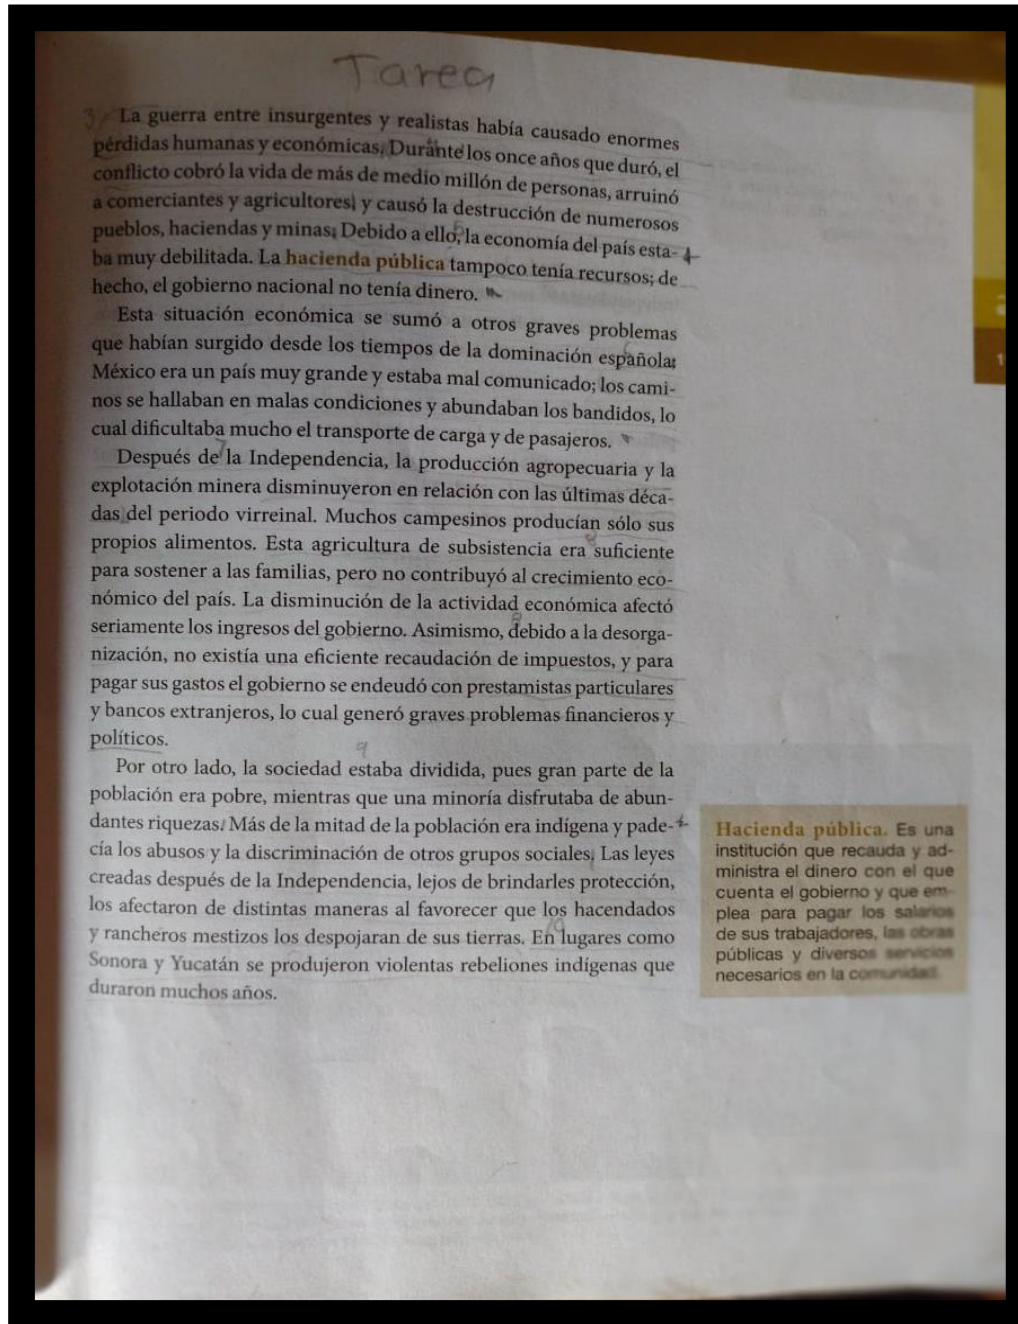 Tarea
La guerra entre insurgentes y realistas había causado enormes
pérdidas humanas y económicas. Durante los once años que duró, el
conflicto cobró la vida de más de medio millón de personas, arruinó
a comerciantes y agricultores, y causó la destrucción de numerosos
pueblos, haciendas y minas. Debido a ello, la economía del país esta-
ba muy debilitada. La hacienda pública tampoco tenía recursos; de
hecho, el gobierno nacional no tenía dinero.
Esta situación económica se sumó a otros graves problemas
que habían surgido desde los tiempos de la dominación española:
México era un país muy grande y estaba mal comunicado; los cami-
nos se hallaban en malas condiciones y abundaban los bandidos, lo
cual dificultaba mucho el transporte de carga y de pasajeros.
7
Después de la Independencia, la producción agropecuaria y la
explotación minera disminuyeron en relación con las últimas déca-
das del periodo virreinal. Muchos campesinos producían sólo sus
propios alimentos. Esta agricultura de subsistencia era suficiente
para sostener a las familias, pero no contribuyó al crecimiento eco-
nómico del país. La disminución de la actividad económica afectó
seriamente los ingresos del gobierno. Asimismo, debido a la desorga-
nización, no existía una eficiente recaudación de impuestos, y para
pagar sus gastos el gobierno se endeudó con prestamistas particulares
y bancos extranjeros, lo cual generó graves problemas financieros y
políticos.
9
Por otro lado, la sociedad estaba dividida, pues gran parte de la
población era pobre, mientras que una minoría disfrutaba de abun-
dantes riquezas. Más de la mitad de la población era indígena y pade-
cía los abusos y la discriminación de otros grupos sociales. Las leyes
creadas después de la Independencia, lejos de brindarles protección,
los afectaron de distintas maneras al favorecer que los hacendados
y rancheros mestizos los despojaran de sus tierras. En lugares como
Sonora y Yucatán se produjeron violentas rebeliones indígenas que
duraron muchos años.
Hacienda pública. Es una
institución que recauda y ad-
ministra el dinero con el que
cuenta el gobierno y que em-
plea para pagar los salarios
de sus trabajadores, las obras
públicas y diversos servicios
necesarios en la comunidad.